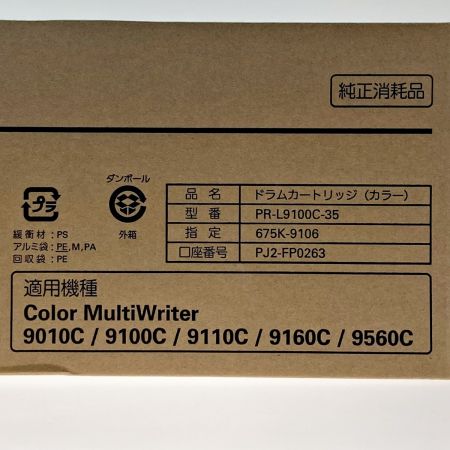 純正消耗品
ダンボール
プラ
外箱
緩衝材：PS
アルミ袋：PE,M,PA
回収袋：PE
品名 ドラムカートリッジ（カラー）
型番 PR-L9100C-35
指定 675K-9106
口座番号 PJ2-FP0263
適用機種
Color MultiWriter
9010C / 9100C / 9110C / 9160C / 9560C